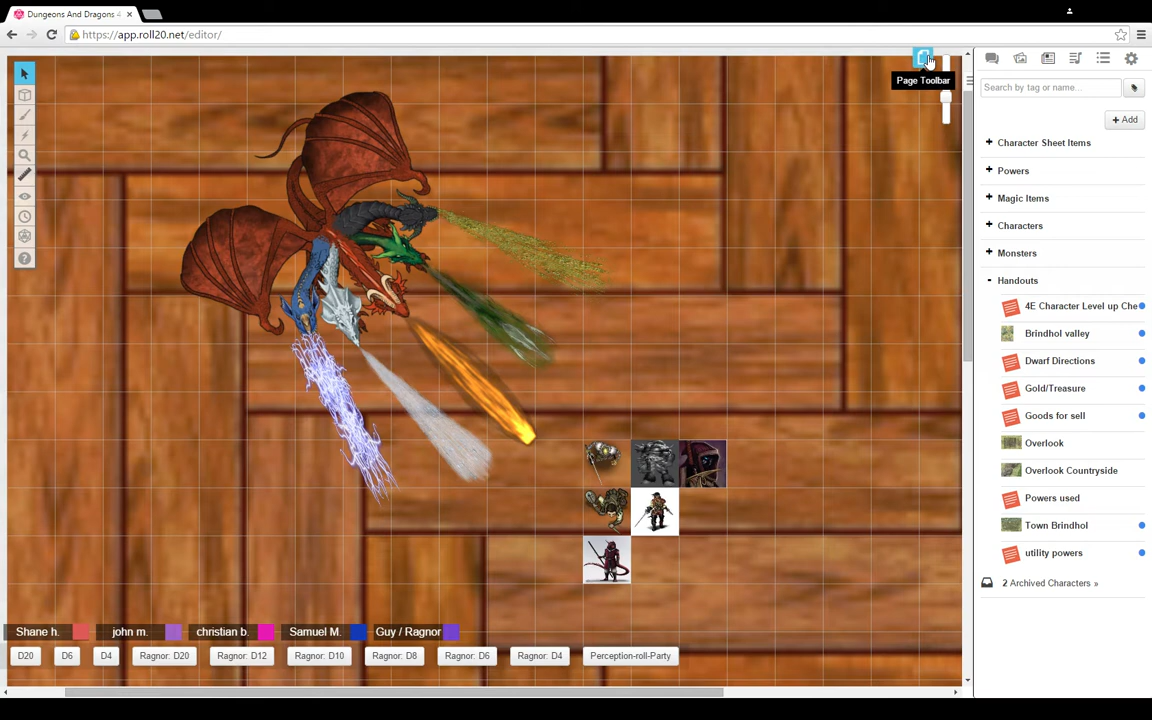 Dungeons And Dragons 4
https://app.roll20.net/editor/
Page Toolbar
Search by tag or name...
+ Add
+ Character Sheet Items
+ Powers
+ Magic Items
+ Characters
+ Monsters
- Handouts
4E Character Level up Che
Brindhol valley
Dwarf Directions
Gold/Treasure
Goods for sell
Overlook
Overlook Countryside
Powers used
Town Brindhol
utility powers
2 Archived Characters »
Shane h. john m. christian b. Samuel M. Guy / Ragnor
D20 D6 D4 Ragnor: D20 Ragnor: D12 Ragnor: D10 Ragnor: D8 Ragnor: D6 Ragnor: D4 Perception-roll-Party